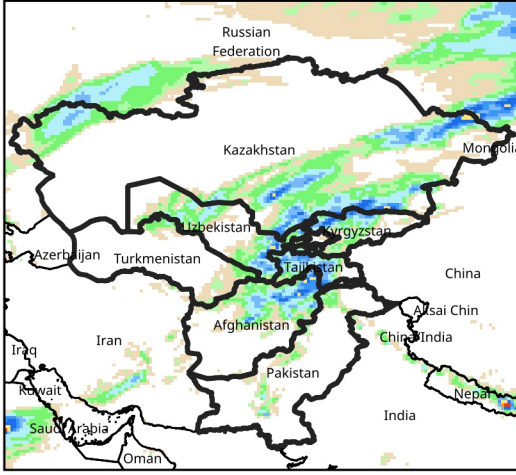 Russian
Federation
Kazakhstan
Mongolia
Uzbekistan
Kyrgyzstan
Azerbaijan
Turkmenistan
Tajikistan
China
Aksai Chin
Afghanistan
China/India
Iran
Iraq
Pakistan
Kuwait
Nepal
India
Saudi Arabia
Oman